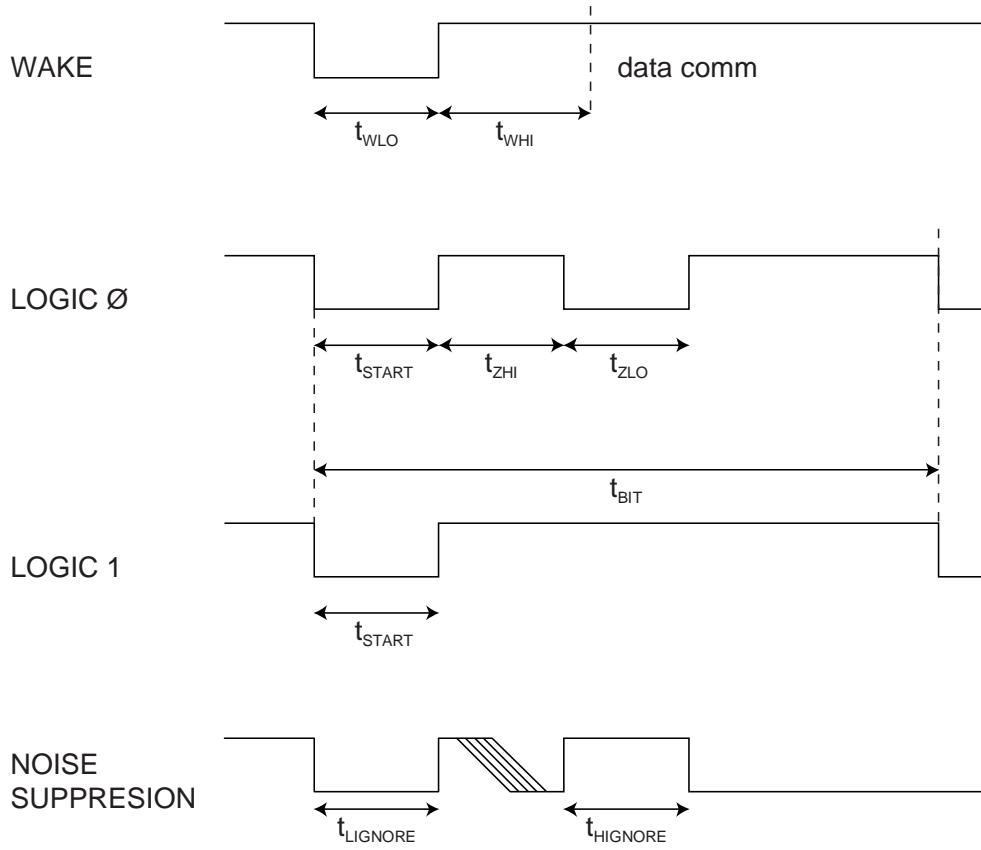 WAKE
data comm
tWLO
tWHI
LOGIC Ø
tSTART
tZHI
tZLO
tBIT
LOGIC 1
tSTART
NOISE
SUPPRESION
tLIGNORE
tHIGNORE